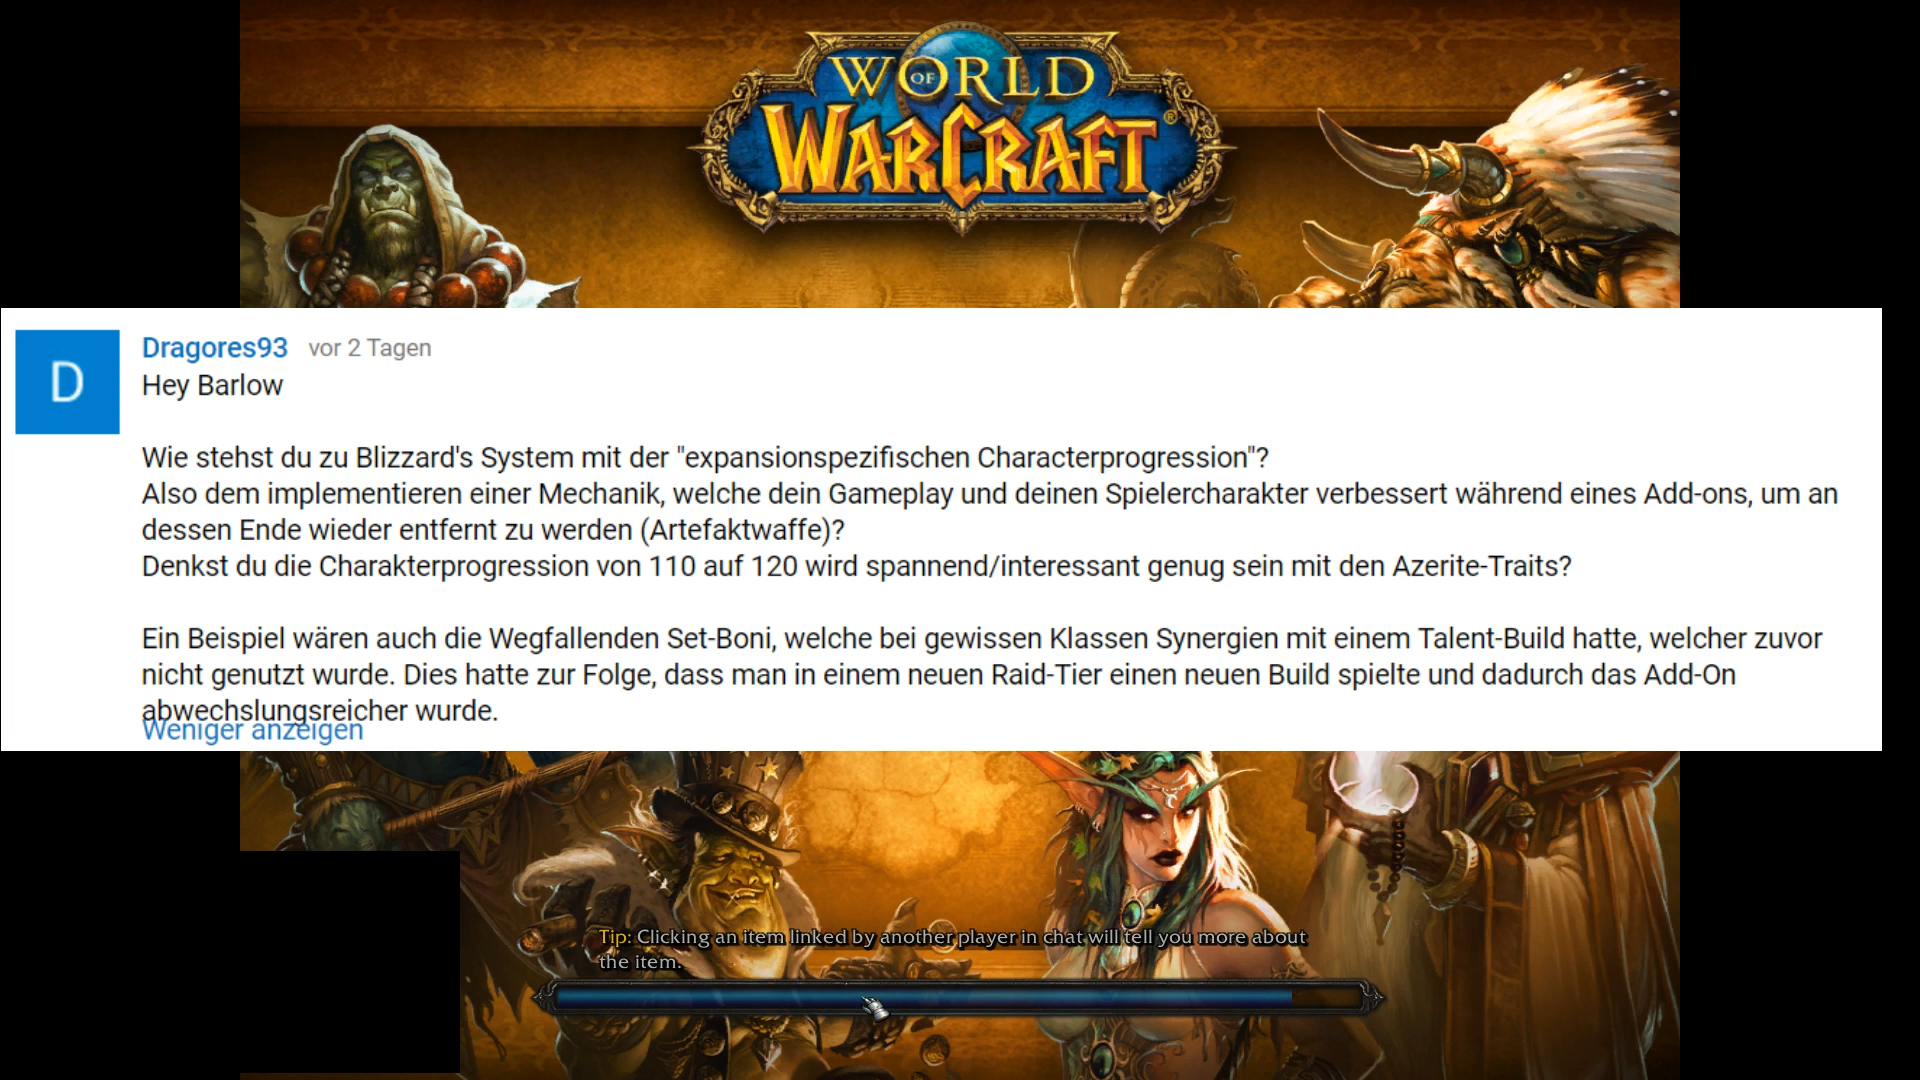 WORLD
OF
WARCRAFT
®
D
Dragores93 vor 2 Tagen
Hey Barlow
Wie stehst du zu Blizzard's System mit der "expansionspezifischen Characterprogression"?
Also dem implementieren einer Mechanik, welche dein Gameplay und deinen Spielercharakter verbessert während eines Add-ons, um an
dessen Ende wieder entfernt zu werden (Artefaktwaffe)?
Denkst du die Charakterprogression von 110 auf 120 wird spannend/interessant genug sein mit den Azerite-Traits?
Ein Beispiel wären auch die Wegfallenden Set-Boni, welche bei gewissen Klassen Synergien mit einem Talent-Build hatte, welcher zuvor
nicht genutzt wurde. Dies hatte zur Folge, dass man in einem neuen Raid-Tier einen neuen Build spielte und dadurch das Add-On
abwechslungsreicher wurde.
Weniger anzeigen
Tip: Clicking an item linked by another player in chat will tell you more about
the item.